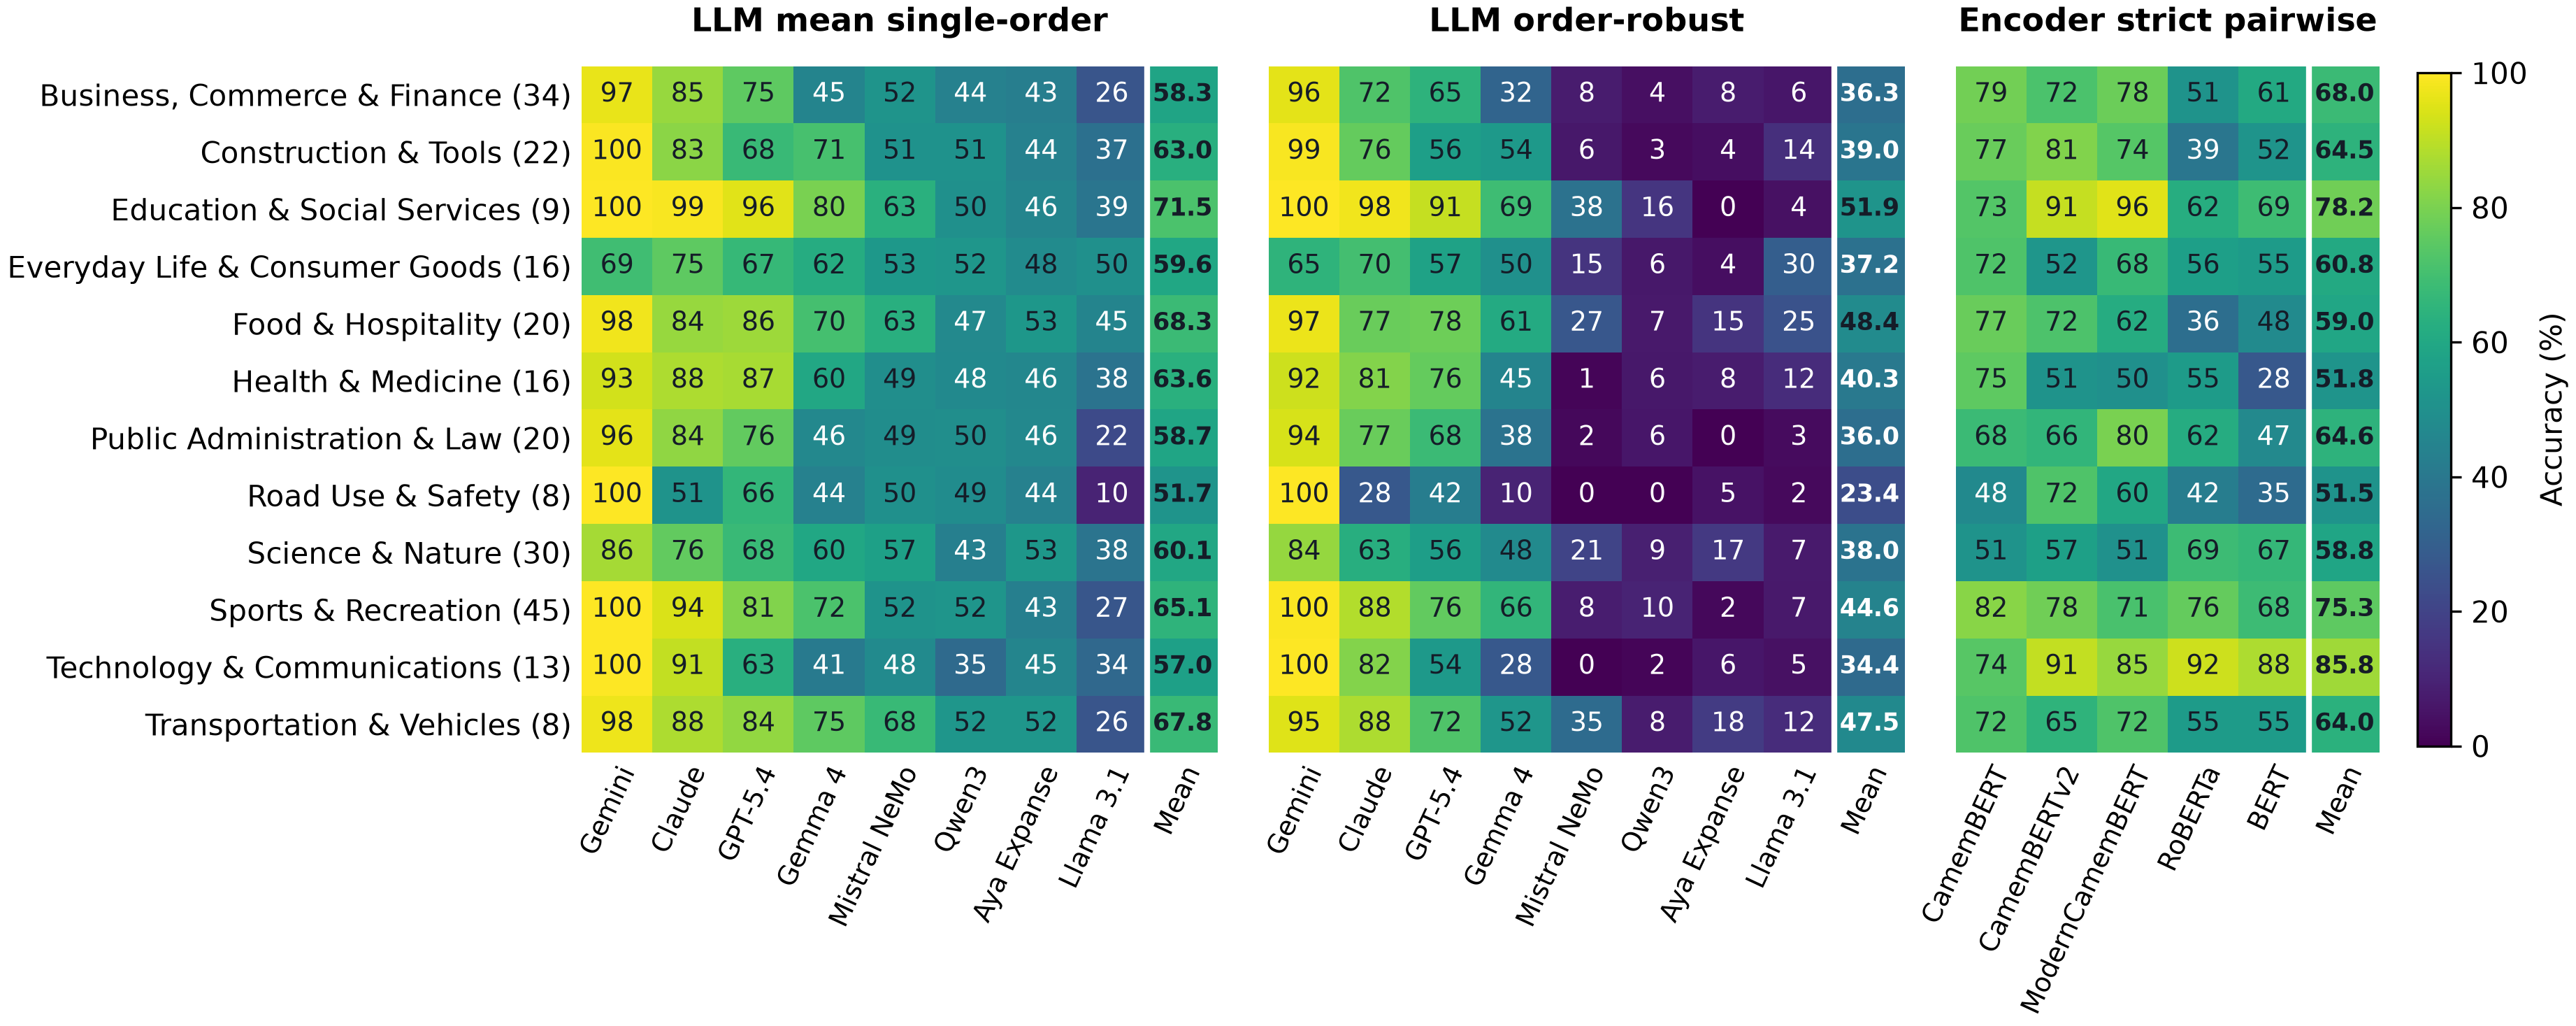 LLM mean single-order LLM order-robust Encoder strict pairwise
Business, Commerce & Finance (34) 97 85 75 45 52 44 43 26 58.3 96 72 65 32 8 4 8 6 36.3 79 72 78 51 61 68.0
Construction & Tools (22) 100 83 68 71 51 51 44 37 63.0 99 76 56 54 6 3 4 14 39.0 77 81 74 39 52 64.5
Education & Social Services (9) 100 99 96 80 63 50 46 39 71.5 100 98 91 69 38 16 0 4 51.9 73 91 96 62 69 78.2
Everyday Life & Consumer Goods (16) 69 75 67 62 53 52 48 50 59.6 65 70 57 50 15 6 4 30 37.2 72 52 68 56 55 60.8
Food & Hospitality (20) 98 84 86 70 63 47 53 45 68.3 97 77 78 61 27 7 15 25 48.4 77 72 62 36 48 59.0
Health & Medicine (16) 93 88 87 60 49 48 46 38 63.6 92 81 76 45 1 6 8 12 40.3 75 51 50 55 28 51.8
Public Administration & Law (20) 96 84 76 46 49 50 46 22 58.7 94 77 68 38 2 6 0 3 36.0 68 66 80 62 47 64.6
Road Use & Safety (8) 100 51 66 44 50 49 44 10 51.7 100 28 42 10 0 0 5 2 23.4 48 72 60 42 35 51.5
Science & Nature (30) 86 76 68 60 57 43 53 38 60.1 84 63 56 48 21 9 17 7 38.0 51 57 51 69 67 58.8
Sports & Recreation (45) 100 94 81 72 52 52 43 27 65.1 100 88 76 66 8 10 2 7 44.6 82 78 71 76 68 75.3
Technology & Communications (13) 100 91 63 41 48 35 45 34 57.0 100 82 54 28 0 2 6 5 34.4 74 91 85 92 88 85.8
Transportation & Vehicles (8) 98 88 84 75 68 52 52 26 67.8 95 88 72 52 35 8 18 12 47.5 72 65 72 55 55 64.0
Gemini Claude GPT-5.4 Gemma 4 Mistral NeMo Qwen3 Aya Expanse Llama 3.1 Mean Gemini Claude GPT-5.4 Gemma 4 Mistral NeMo Qwen3 Aya Expanse Llama 3.1 Mean CamemBERT CamemBERTv2 ModernCamemBERT RoBERTa BERT Mean
100
80
60
40
20
0
Accuracy (%)